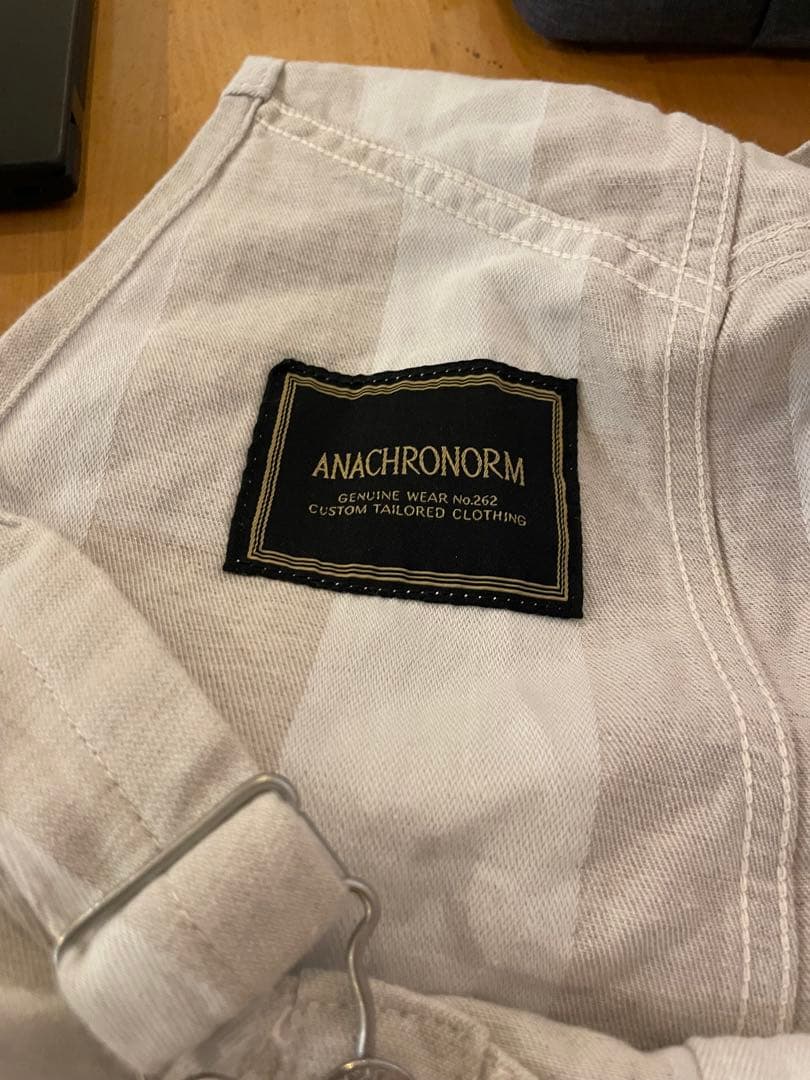 ANACHRONORM
GENUINE WEAR No.262
CUSTOM TAILORED CLOTHING